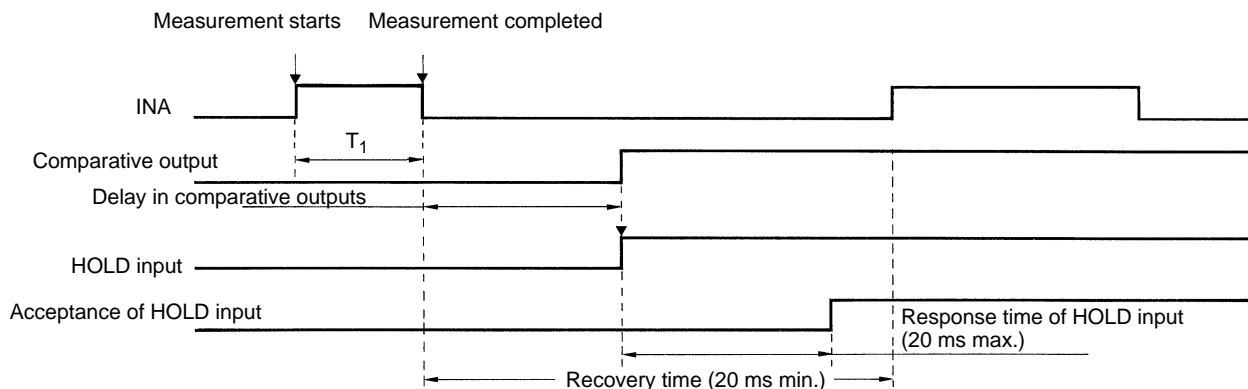 Measurement starts
Measurement completed
INA
T1
Comparative output
Delay in comparative outputs
HOLD input
Acceptance of HOLD input
Response time of HOLD input
(20 ms max.)
Recovery time (20 ms min.)